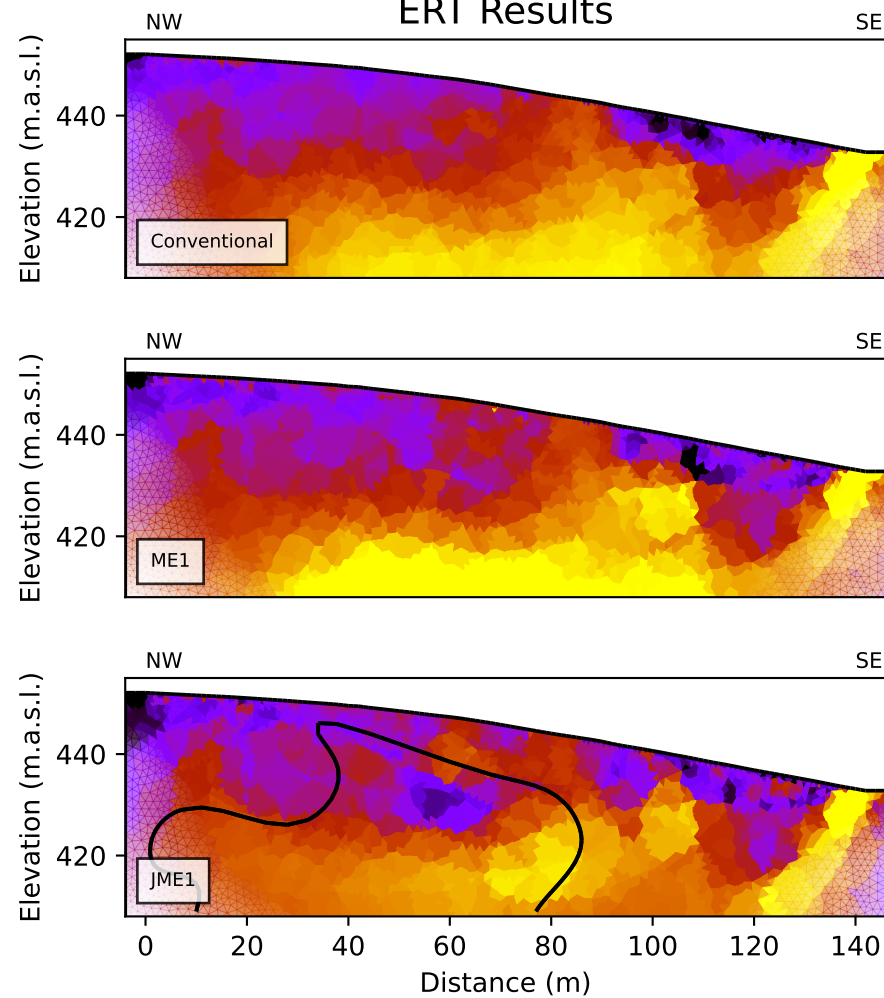 ERT Results
NW
SE
Elevation (m.a.s.l.)
440
420
Conventional
NW
SE
Elevation (m.a.s.l.)
440
420
ME1
NW
SE
Elevation (m.a.s.l.)
440
420
JME1
0 20 40 60 80 100 120 140
Distance (m)